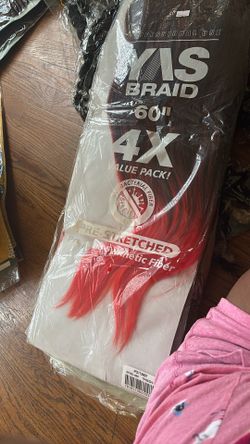 YAS
BRAID
60"
4X
VALUE PACK!
PRE-STRETCHED
Synthetic Fiber